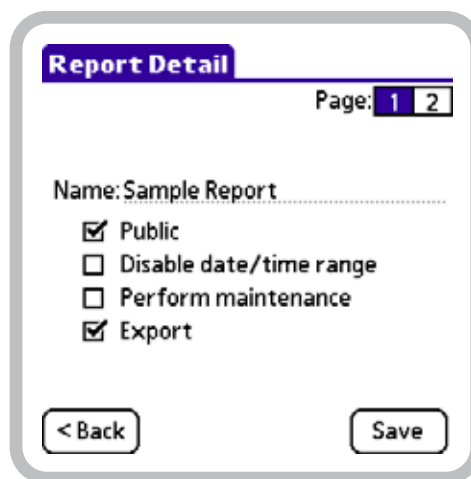 Report Detail
Page: 1 2
Name: Sample Report
Public
Disable date/time range
Perform maintenance
Export
< Back Save